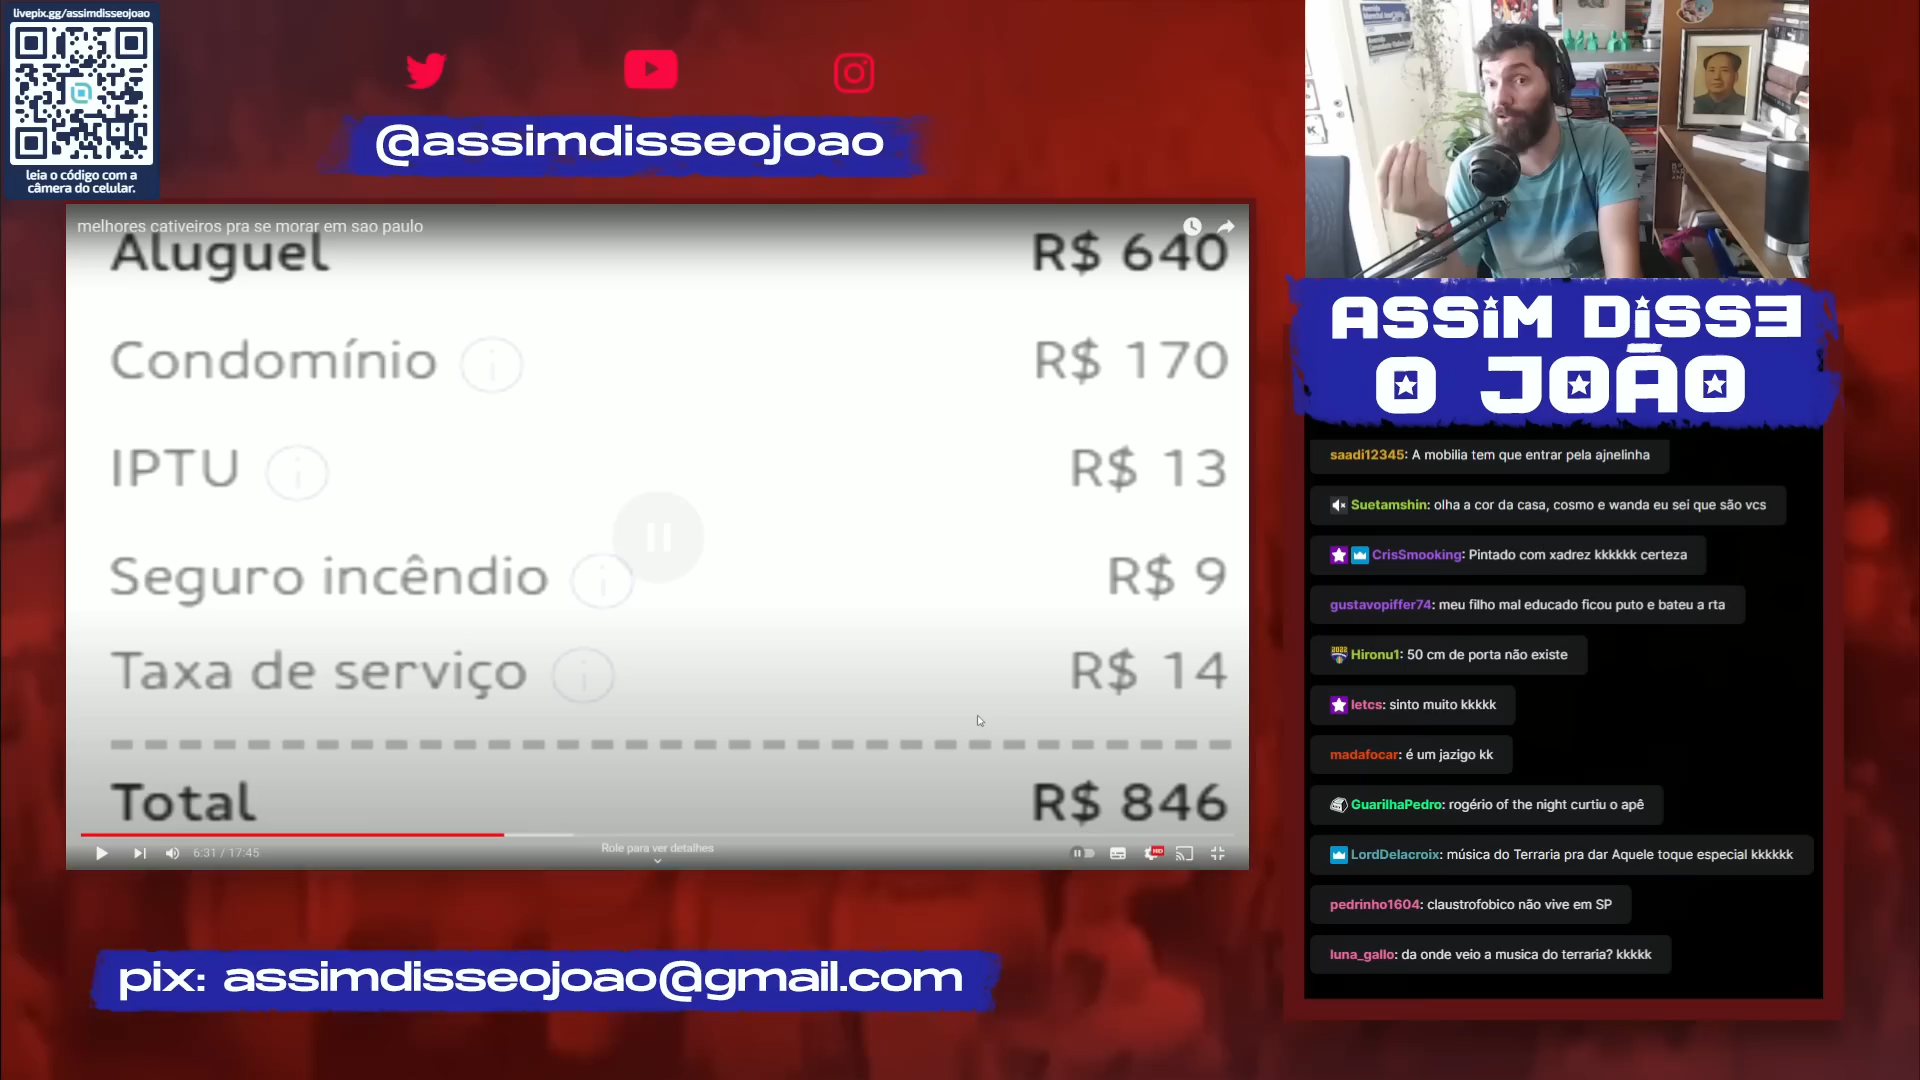 livepix.gg/assimdisseojoao
leia o código com a
câmera do celular.
@assimdisseojoao
melhores cativeiros pra se morar em sao paulo
Aluguel R$ 640
Condomínio R$ 170
IPTU R$ 13
Seguro incêndio R$ 9
Taxa de serviço R$ 14
Total R$ 846
6:31 / 17:45
Role para ver detalhes
HD
pix: assimdisseojoao@gmail.com
ASSIM DISSE
O JOÃO
saadi12345: A mobilia tem que entrar pela ajnelinha
Suetamshin: olha a cor da casa, cosmo e wanda eu sei que são vcs
CrisSmooking: Pintado com xadrez kkkkkk certeza
gustavopiffer74: meu filho mal educado ficou puto e bateu a rta
Hironu1: 50 cm de porta não existe
letcs: sinto muito kkkkk
madafocar: é um jazigo kk
GuarilhaPedro: rogério of the night curtiu o apê
LordDelacroix: música do Terraria pra dar Aquele toque especial kkkkkk
pedrinho1604: claustrofobico não vive em SP
luna_gallo: da onde veio a musica do terraria? kkkkk